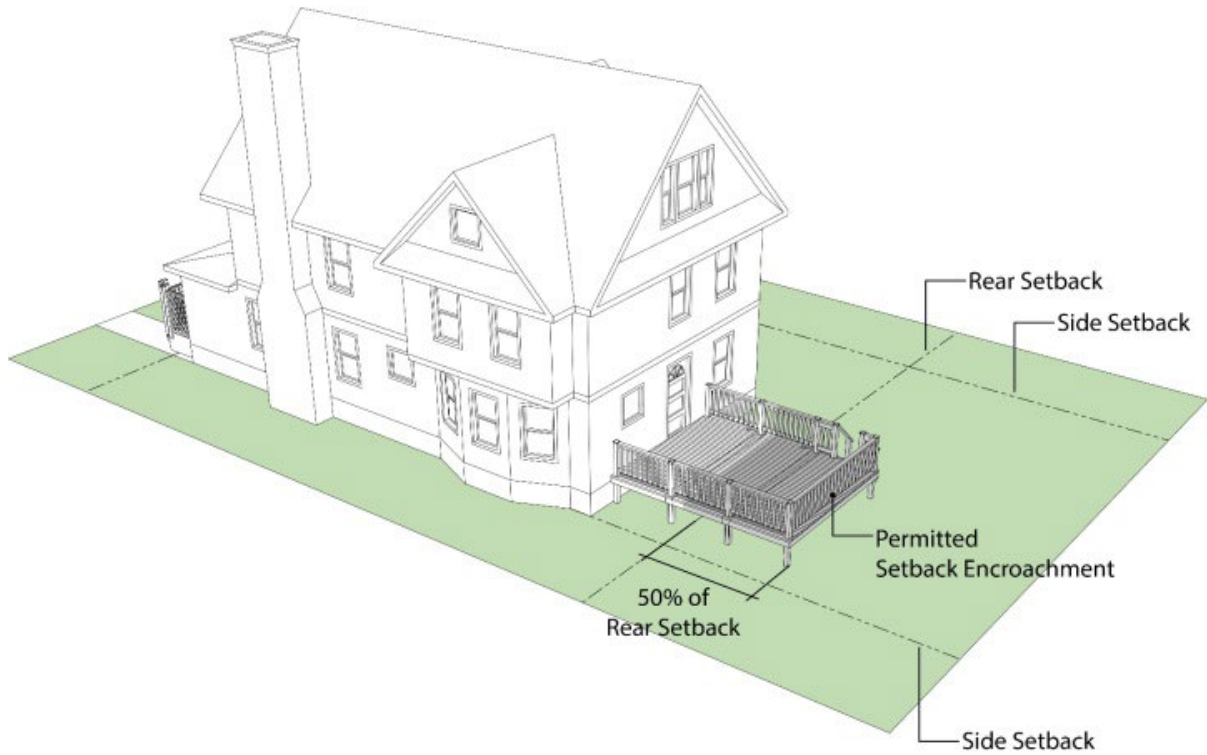 Rear Setback
Side Setback
Permitted
Setback Encroachment
50% of
Rear Setback
Side Setback